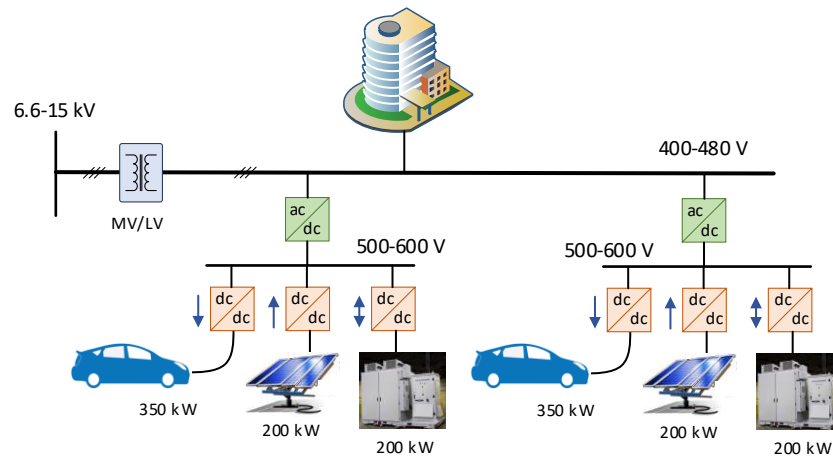 6.6-15 kV
400-480 V
MV/LV
ac
dc
ac
dc
500-600 V
500-600 V
dc
dc
dc
dc
dc
dc
dc
dc
dc
dc
dc
dc
350 kW
200 kW
200 kW
350 kW
200 kW
200 kW